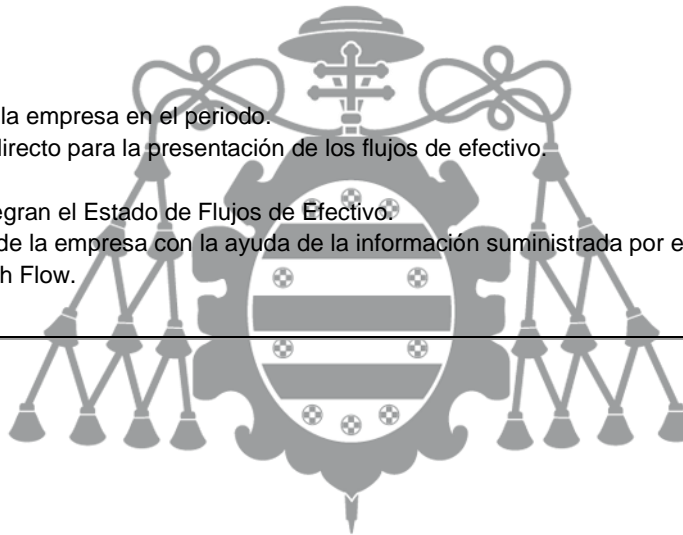 la empresa en el periodo.
directo para la presentación de los flujos de efectivo.
egran el Estado de Flujos de Efectivo.
de la empresa con la ayuda de la información suministrada por e
h Flow.